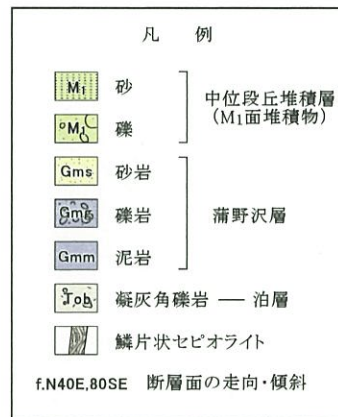 凡 例
M₁ 砂
M₁ 礫
中位段丘堆積層
(M₁面堆積物)
Gms 砂岩
Gmg 礫岩
Gmm 泥岩
蒲野沢層
Tob 凝灰角礫岩 — 泊層
鱗片状セピオライト
f.N40E,80SE 断層面の走向・傾斜